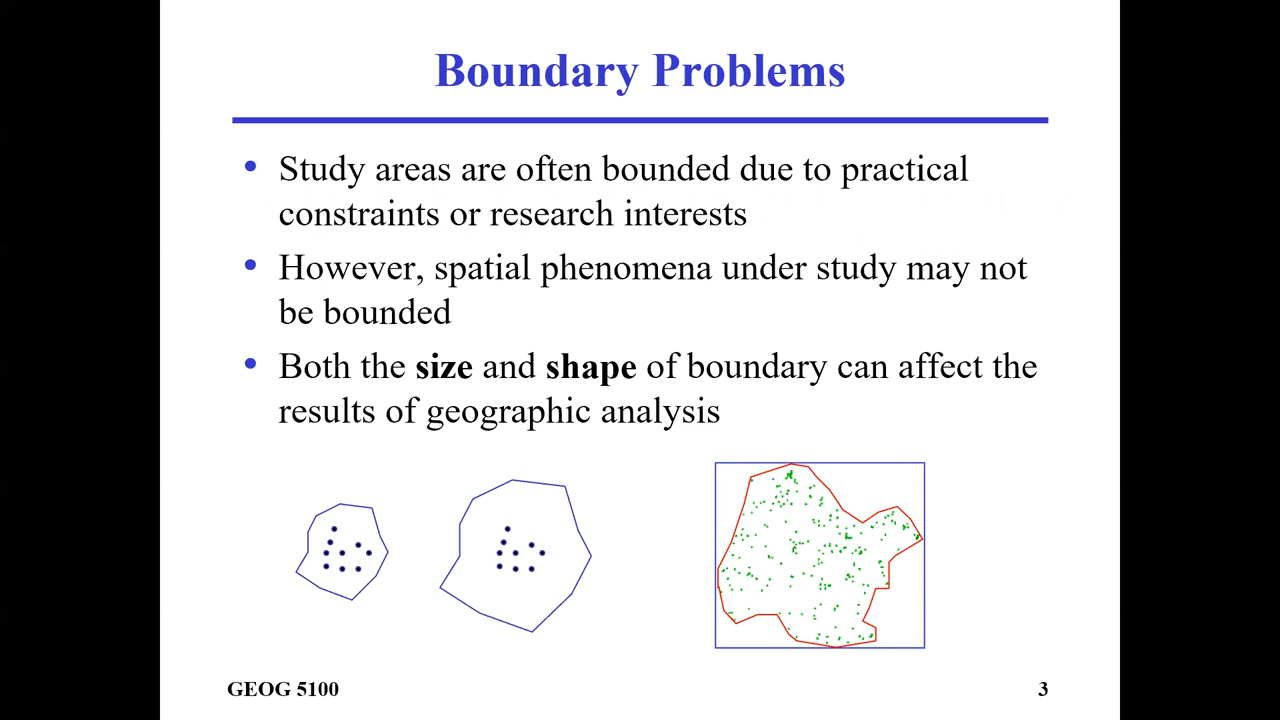 Boundary Problems
• Study areas are often bounded due to practical
constraints or research interests
• However, spatial phenomena under study may not
be bounded
• Both the size and shape of boundary can affect the
results of geographic analysis
GEOG 5100
3